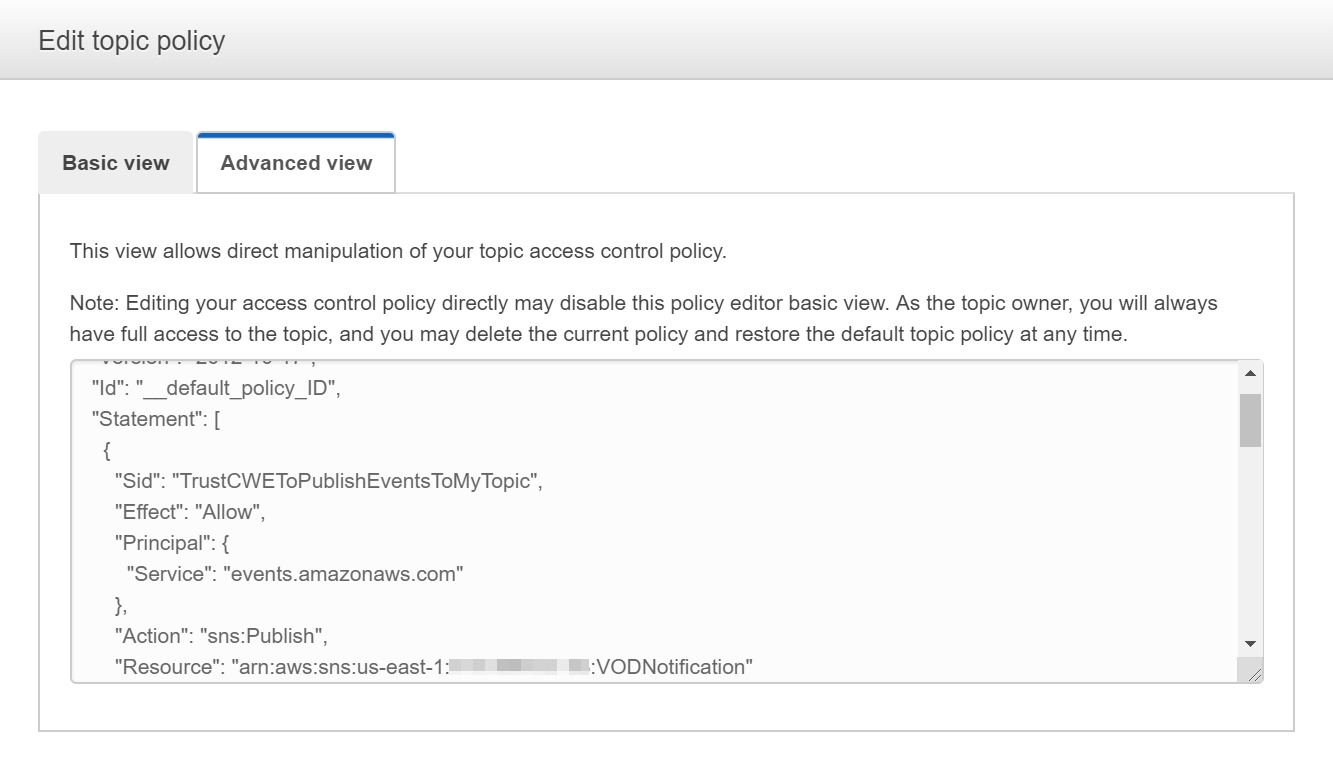 Edit topic policy
Basic view
Advanced view
This view allows direct manipulation of your topic access control policy.
Note: Editing your access control policy directly may disable this policy editor basic view. As the topic owner, you will always
have full access to the topic, and you may delete the current policy and restore the default topic policy at any time.
"Id": "__default_policy_ID",
"Statement": [
{
"Sid": "TrustCWEToPublishEventsToMyTopic",
"Effect": "Allow",
"Principal": {
"Service": "events.amazonaws.com"
},
"Action": "sns:Publish",
"Resource": "arn:aws:sns:us-east-1: :VODNotification"